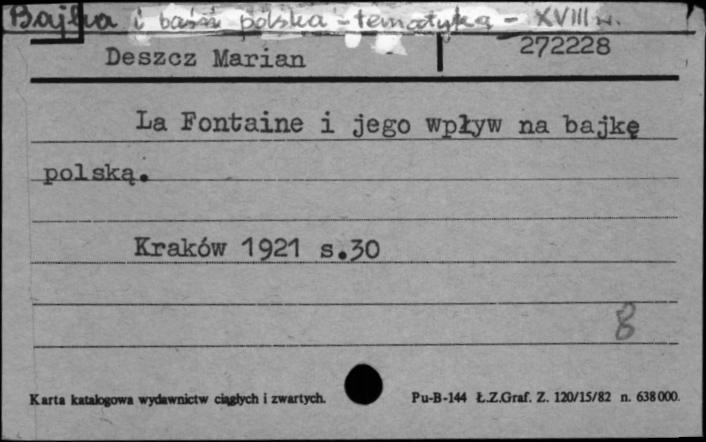 Bajka i baśń polska - tematyka - XVIII w.
Deszcz Marian 272228
La Fontaine i jego wpływ na bajkę
polską.
Kraków 1921 s.30
8
Karta katalogowa wydawnictw ciągłych i zwartych. Pu-B-144 Ł.Z.Graf. Z. 120/15/82 n. 638000.